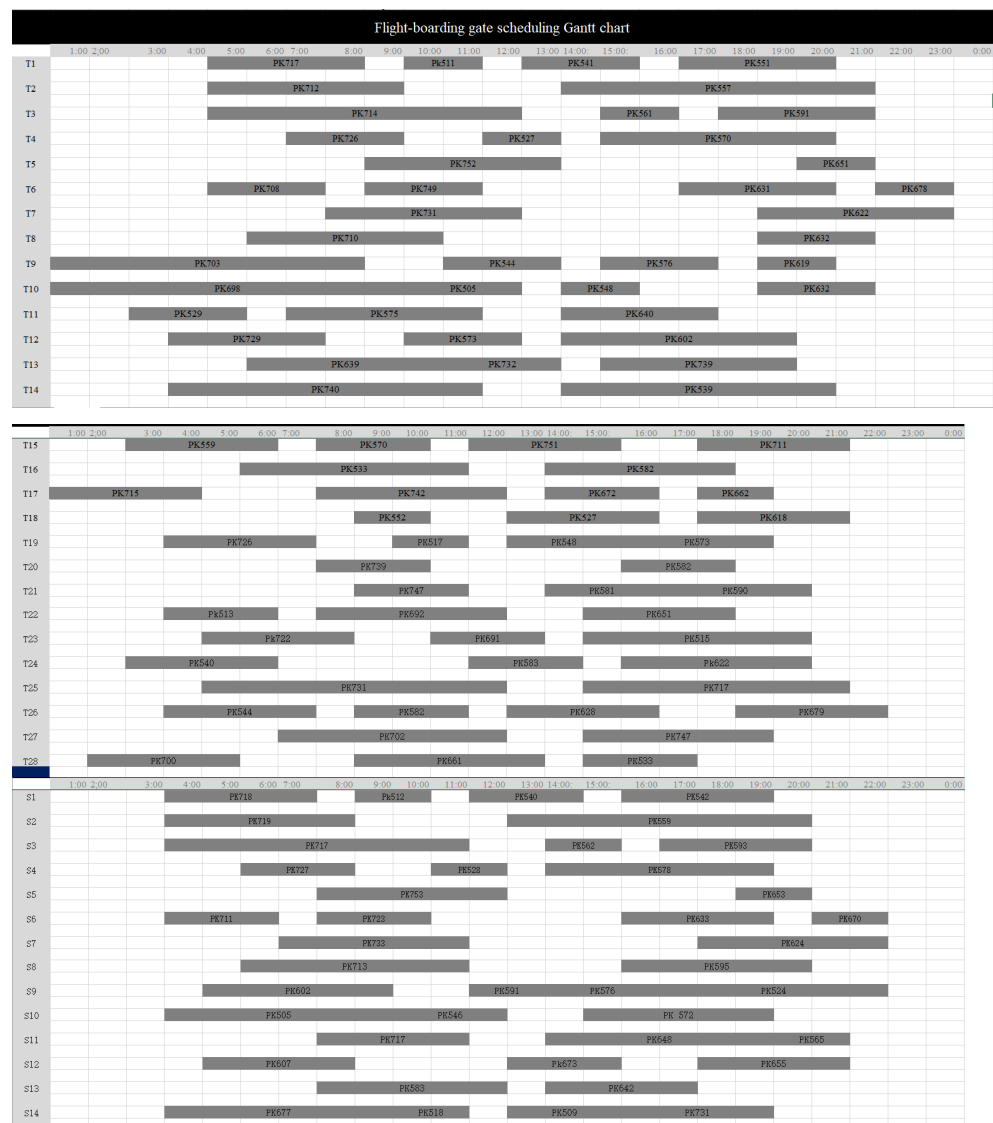 Flight-boarding gate scheduling Gantt chart
1:00 2;00 3:00 4:00 5:00 6:00 7:00 8:00 9:00 10:00 11:00 12:00 13:00 14:00: 15:00: 16:00 17:00 18:00 19:00 20:00 21:00 22:00 23:00 0:00
T1 PK717 Pk511 PK541 PK551
T2 PK712 PK557
T3 PK714 PK561 PK591
T4 PK726 PK527 PK570
T5 PK752 PK651
T6 PK708 PK749 PK631 PK678
T7 PK731 PK622
T8 PK710 PK632
T9 PK703 PK544 PK576 PK619
T10 PK698 PK505 PK548 PK632
T11 PK529 PK575 PK640
T12 PK729 PK573 PK602
T13 PK639 PK732 PK739
T14 PK740 PK539
1:00 2;00 3:00 4:00 5:00 6:00 7:00 8:00 9:00 10:00 11:00 12:00 13:00 14:00: 15:00: 16:00 17:00 18:00 19:00 20:00 21:00 22:00 23:00 0:00
T15 PK559 PK570 PK751 PK711
T16 PK533 PK582
T17 PK715 PK742 PK672 PK662
T18 PK552 PK527 PK618
T19 PK726 PK517 PK548 PK573
T20 PK739 PK582
T21 PK747 PK581 PK590
T22 Pk513 PK692 PK651
T23 Pk722 PK691 PK515
T24 PK540 PK583 Pk622
T25 PK731 PK717
T26 PK544 PK582 PK628 PK679
T27 PK702 PK747
T28 PK700 PK661 PK533
1:00 2;00 3:00 4:00 5:00 6:00 7:00 8:00 9:00 10:00 11:00 12:00 13:00 14:00: 15:00: 16:00 17:00 18:00 19:00 20:00 21:00 22:00 23:00 0:00
S1 PK718 Pk512 PK540 PK542
S2 PK719 PK559
S3 PK717 PK562 PK593
S4 PK727 PK528 PK578
S5 PK753 PK653
S6 PK711 PK723 PK633 PK670
S7 PK733 PK624
S8 PK713 PK595
S9 PK602 PK591 PK576 PK524
S10 PK505 PK546 PK 572
S11 PK717 PK648 PK565
S12 PK607 Pk673 PK655
S13 PK583 PK642
S14 PK677 PK518 PK509 PK731